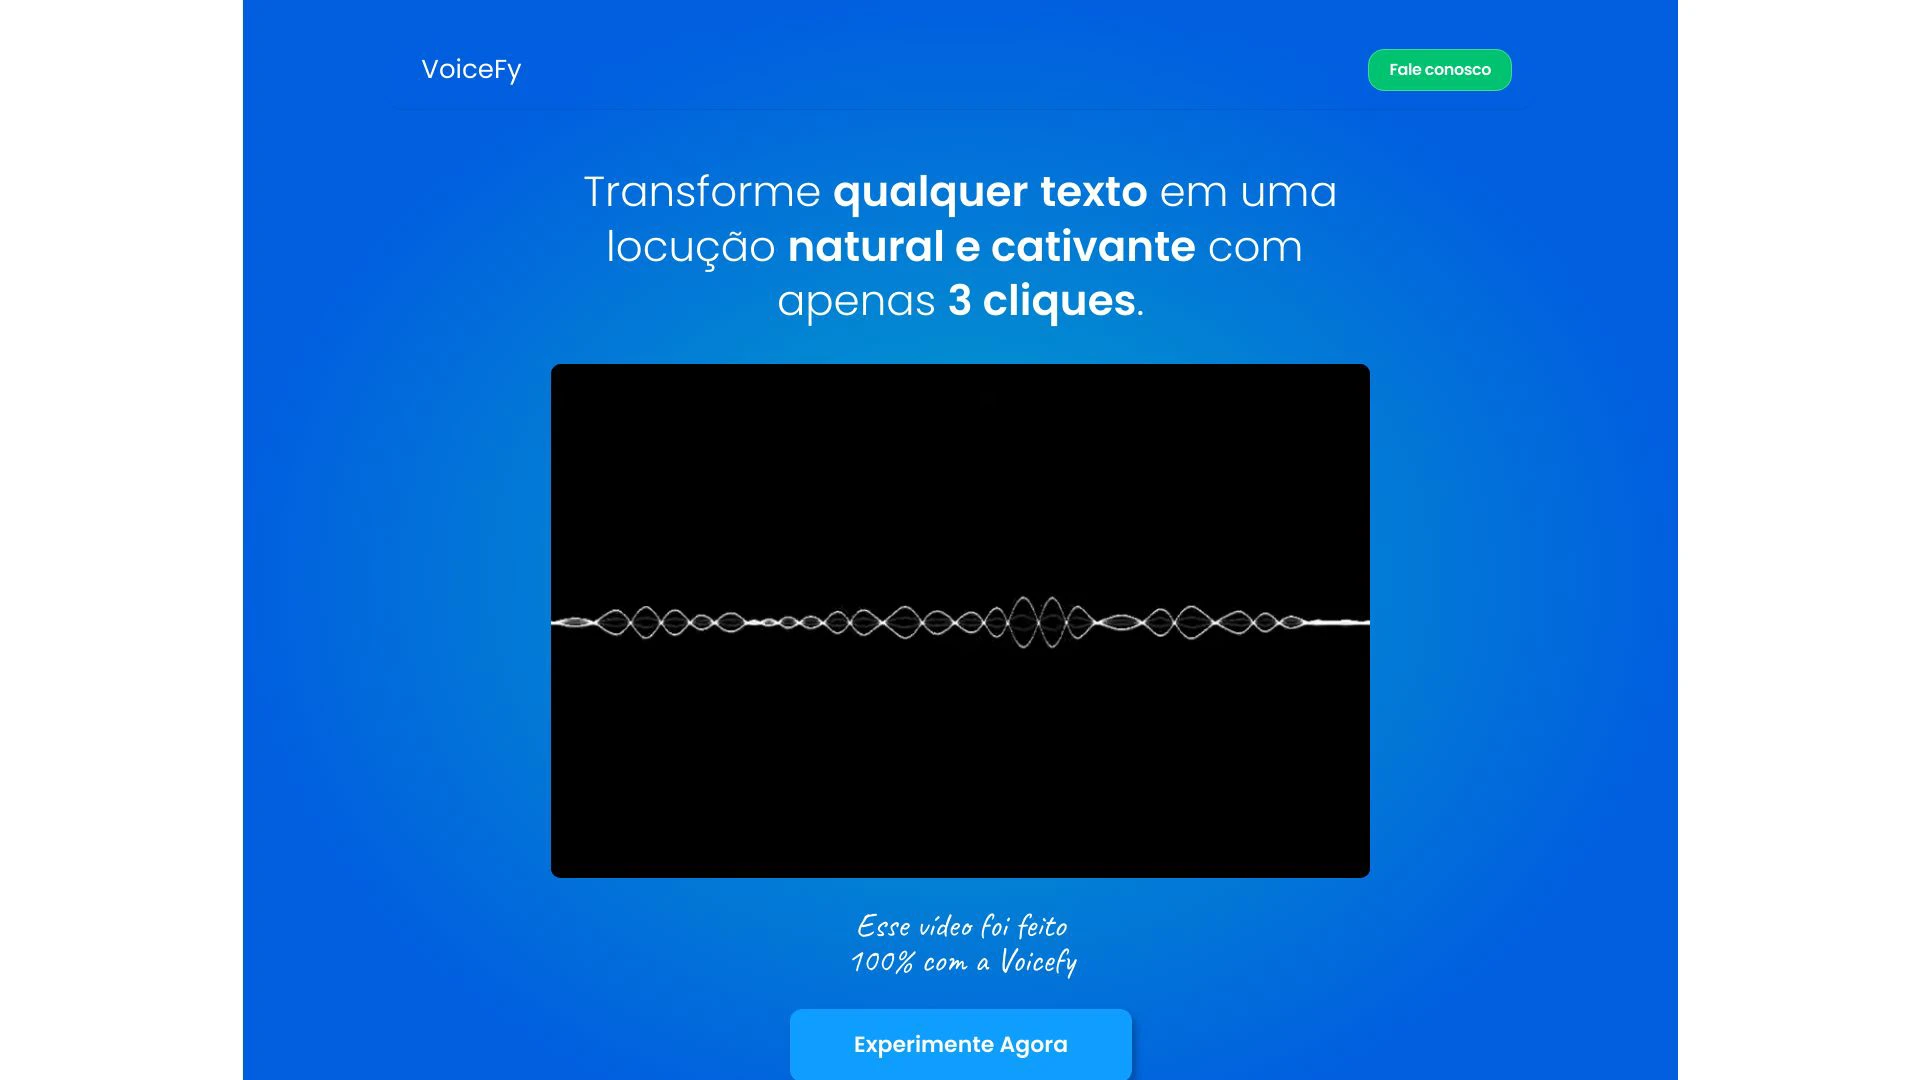 VoiceFy
Fale conosco
Transforme qualquer texto em uma
locução natural e cativante com
apenas 3 cliques.
Esse vídeo foi feito
100% com a Voicefy
Experimente Agora